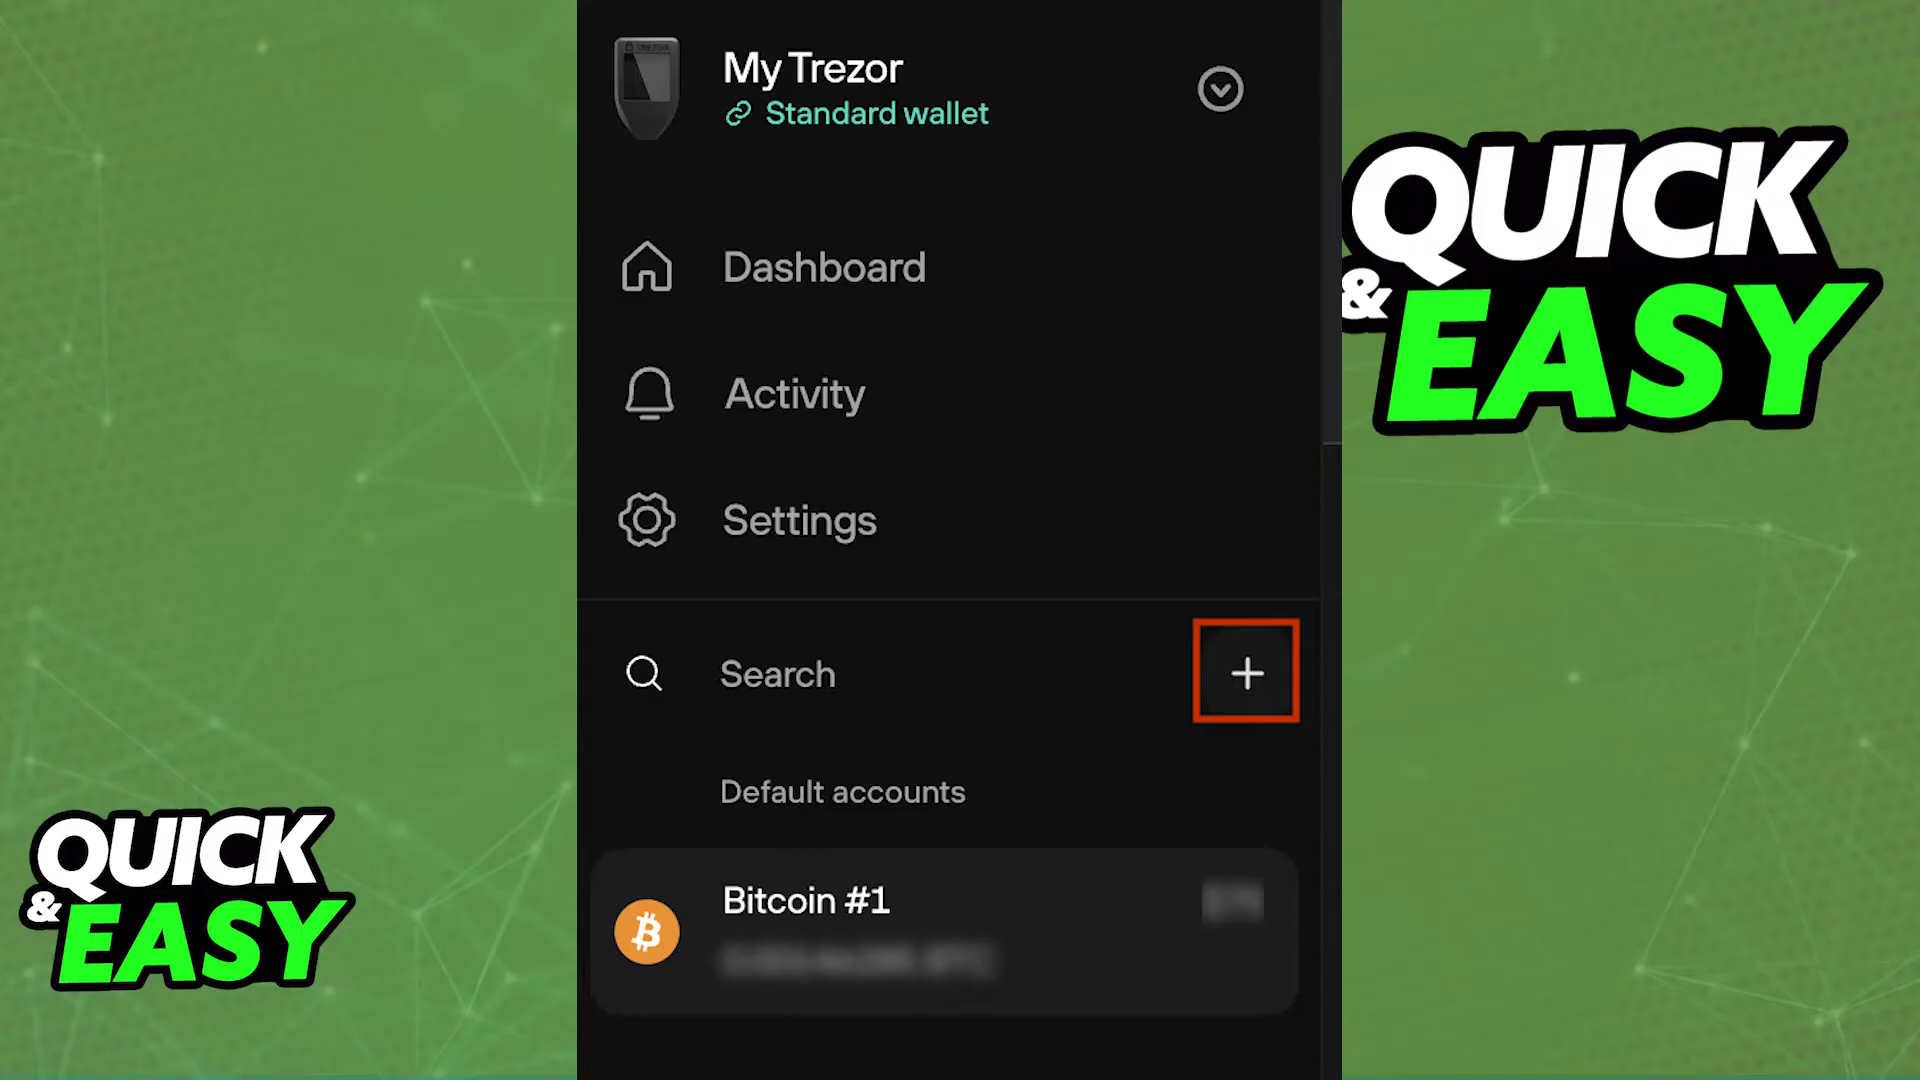 My Trezor
Standard wallet
Dashboard
Activity
Settings
Search
Default accounts
Bitcoin #1
QUICK
& EASY
QUICK
& EASY